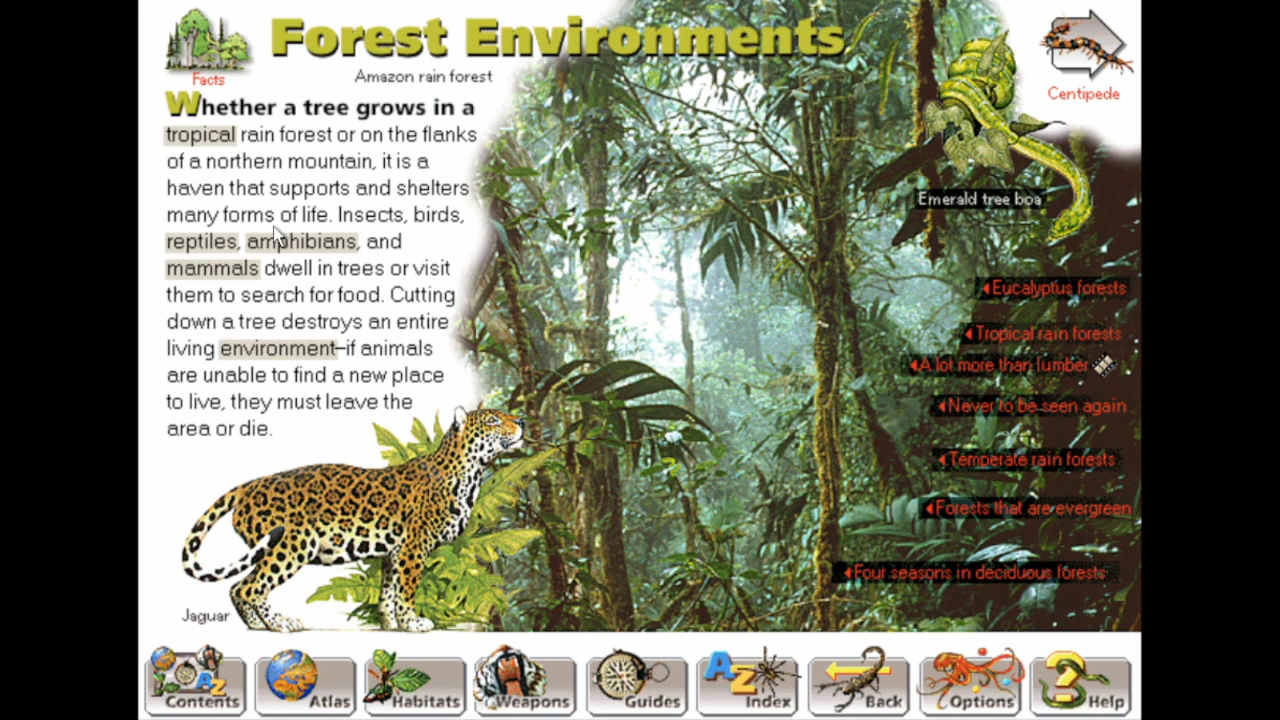 Forest Environments
Facts
Amazon rain forest
Centipede
Whether a tree grows in a
tropical rain forest or on the flanks
of a northern mountain, it is a
haven that supports and shelters
many forms of life. Insects, birds,
reptiles, amphibians, and
mammals dwell in trees or visit
them to search for food. Cutting
down a tree destroys an entire
living environment–if animals
are unable to find a new place
to live, they must leave the
area or die.
Emerald tree boa
Eucalyptus forests
Tropical rain forests
A lot more than lumber
Never to be seen again
Temperate rain forests
Forests that are evergreen
Four seasons in deciduous forests
Jaguar
Contents
Atlas
Habitats
Weapons
Guides
AZ
Index
Back
Options
? Help